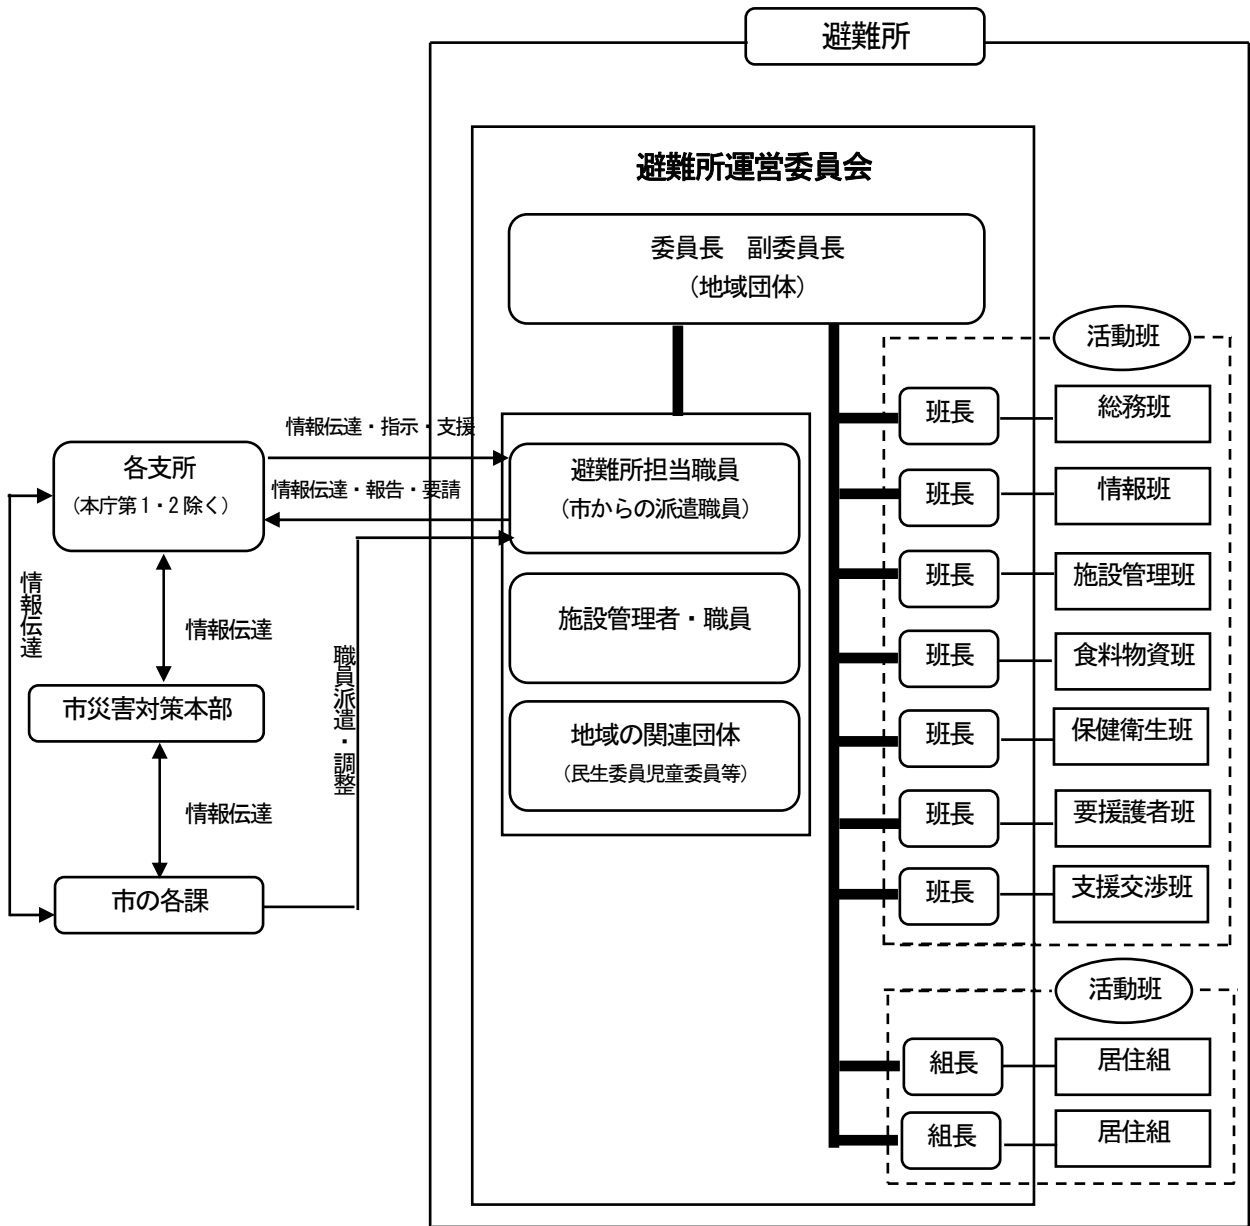 避難所
避難所運営委員会
委員長　副委員長
（地域団体）
活動班
班長
総務班
班長
情報班
班長
施設管理班
班長
食料物資班
班長
保健衛生班
班長
要援護者班
班長
支援交渉班
活動班
組長
居住組
組長
居住組
避難所担当職員
（市からの派遣職員）
施設管理者・職員
地域の関連団体
（民生委員児童委員等）
情報伝達・指示・支援
情報伝達・報告・要請
各支所
（本庁第1・2除く）
情報伝達
情報伝達
職員派遣・調整
市災害対策本部
情報伝達
市の各課